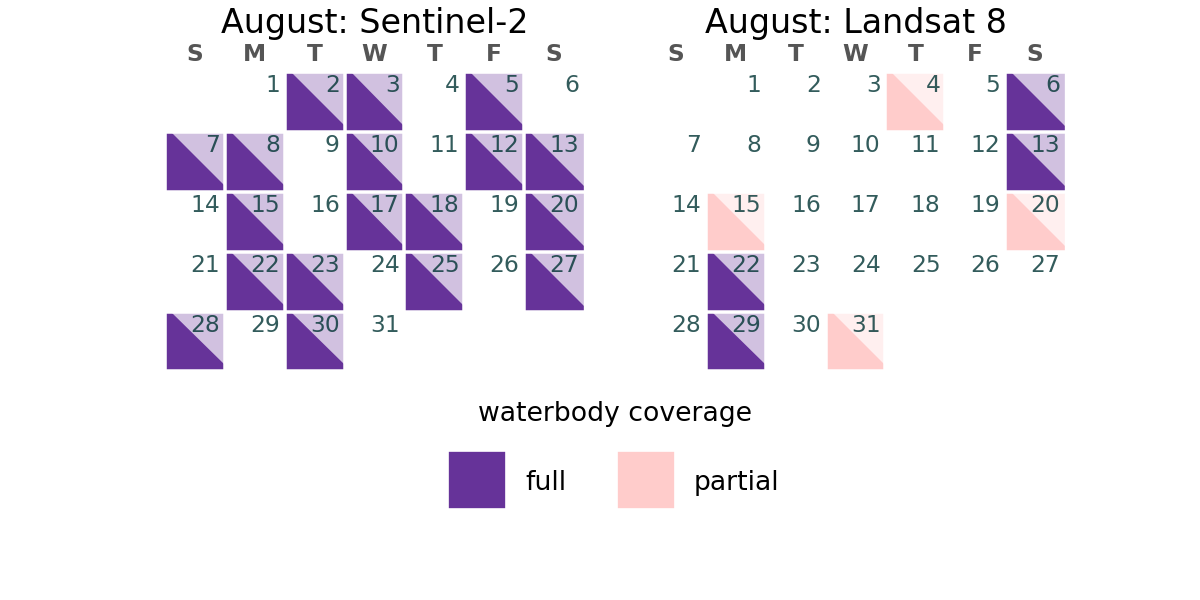 August: Sentinel-2
S M T W T F S
1 2 3 4 5 6
7 8 9 10 11 12 13
14 15 16 17 18 19 20
21 22 23 24 25 26 27
28 29 30 31
August: Landsat 8
S M T W T F S
1 2 3 4 5 6
7 8 9 10 11 12 13
14 15 16 17 18 19 20
21 22 23 24 25 26 27
28 29 30 31
waterbody coverage
full
partial